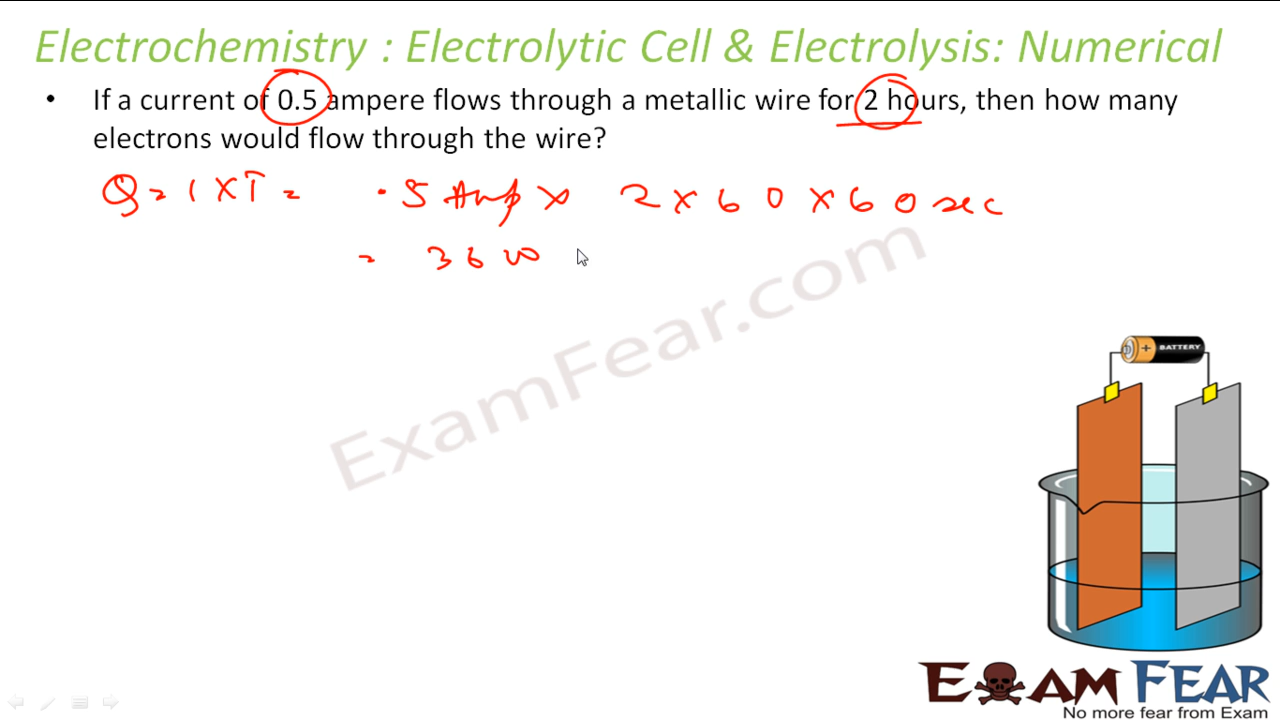 Electrochemistry : Electrolytic Cell & Electrolysis: Numerical
• If a current of 0.5 ampere flows through a metallic wire for 2 hours, then how many
electrons would flow through the wire?
Q = I X T = .5 Amp X 2 X 60 X 60 sec
= 3600
ExamFear.com
+ BATTERY
EXAM FEAR
No more fear from Exam